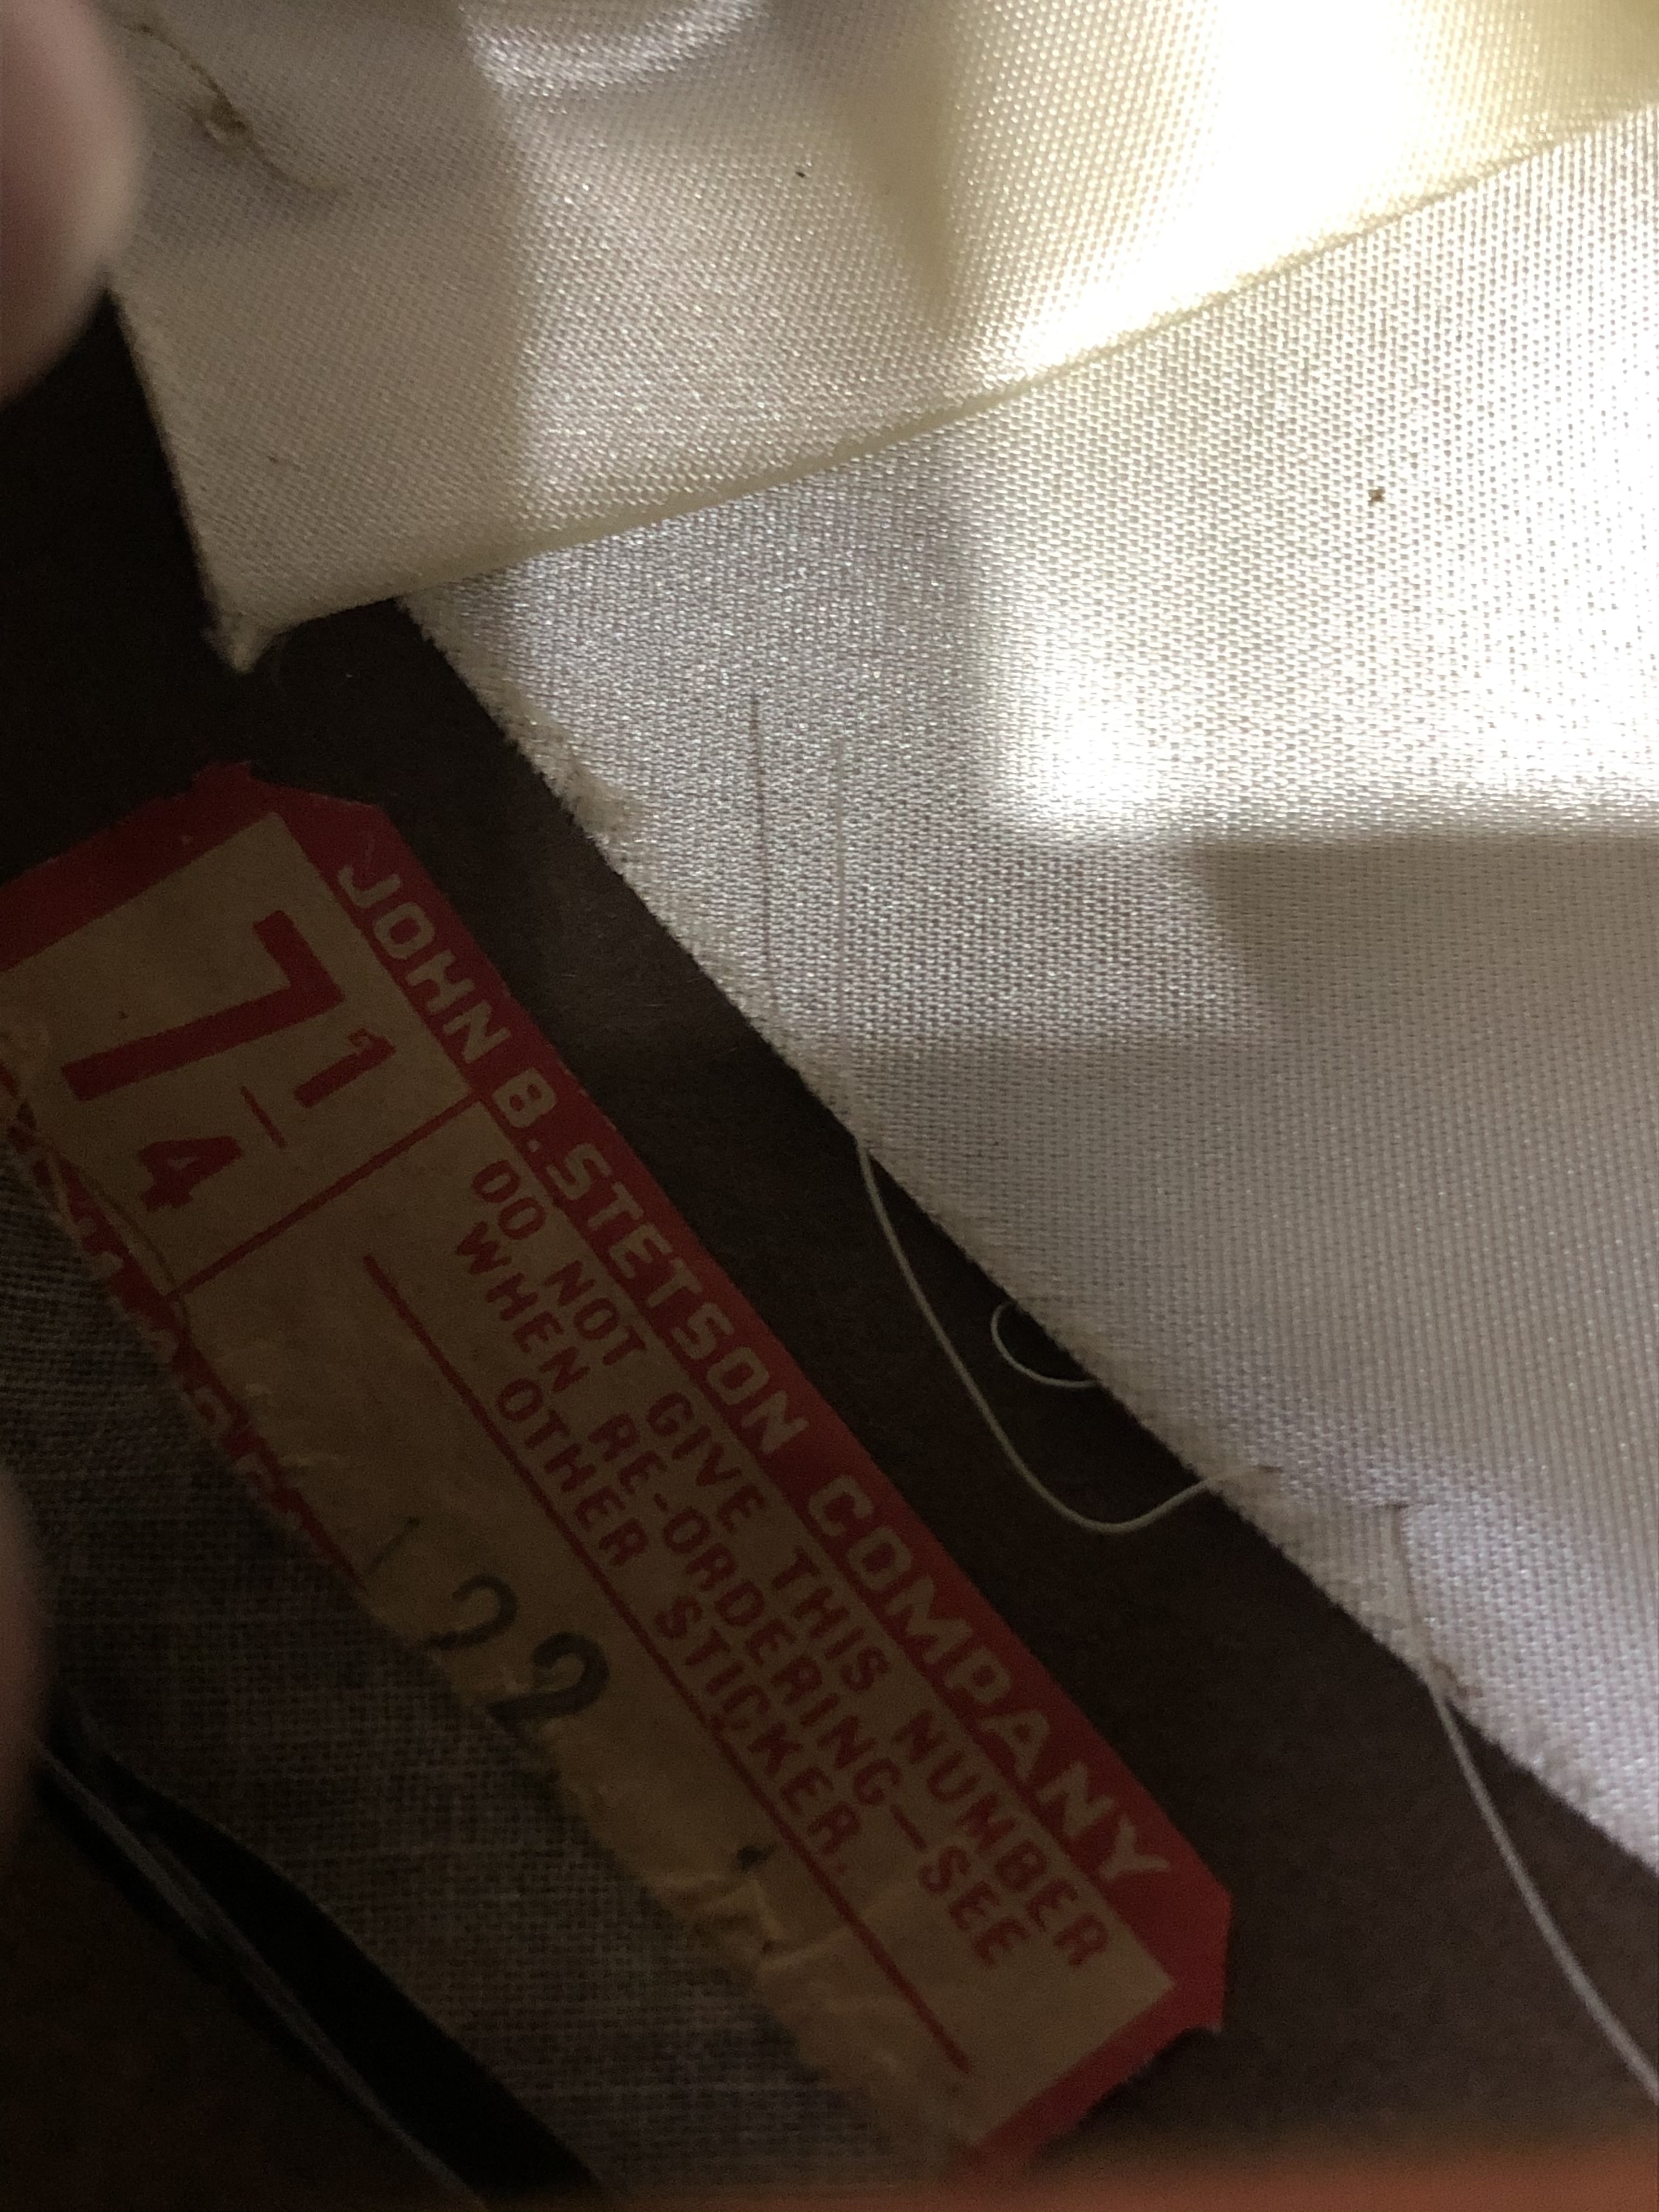 JOHN B. STETSON COMPANY
7 1/4
DO NOT GIVE THIS NUMBER
WHEN RE-ORDERING—SEE
OTHER STICKER.
22